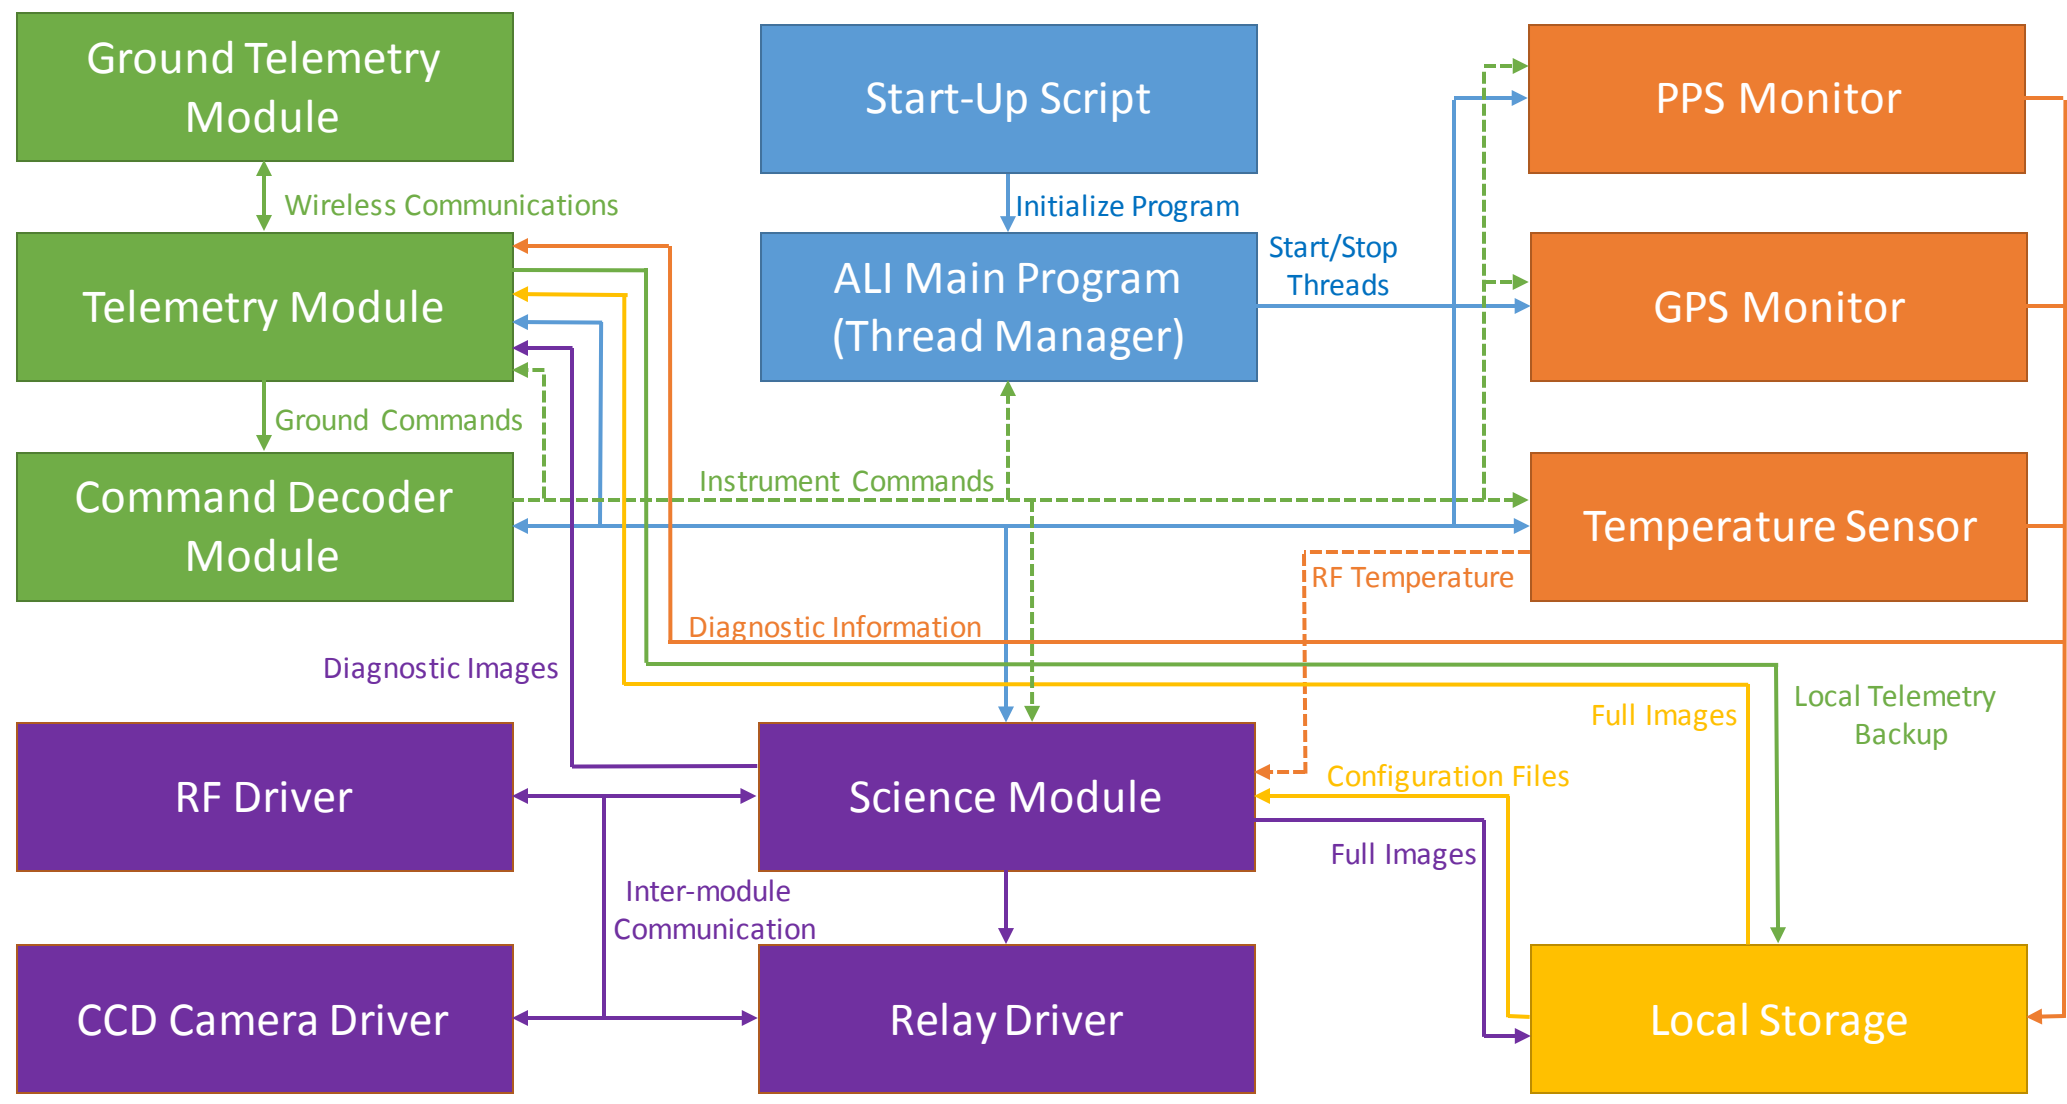 Ground Telemetry
Module
Start-Up Script
PPS Monitor
Wireless Communications
Initialize Program
Telemetry Module
ALI Main Program
(Thread Manager)
Start/Stop
Threads
GPS Monitor
Ground Commands
Command Decoder
Module
Instrument Commands
Temperature Sensor
RF Temperature
Diagnostic Information
Diagnostic Images
Full Images
Local Telemetry
Backup
RF Driver
Science Module
Configuration Files
Full Images
Inter-module
Communication
CCD Camera Driver
Relay Driver
Local Storage